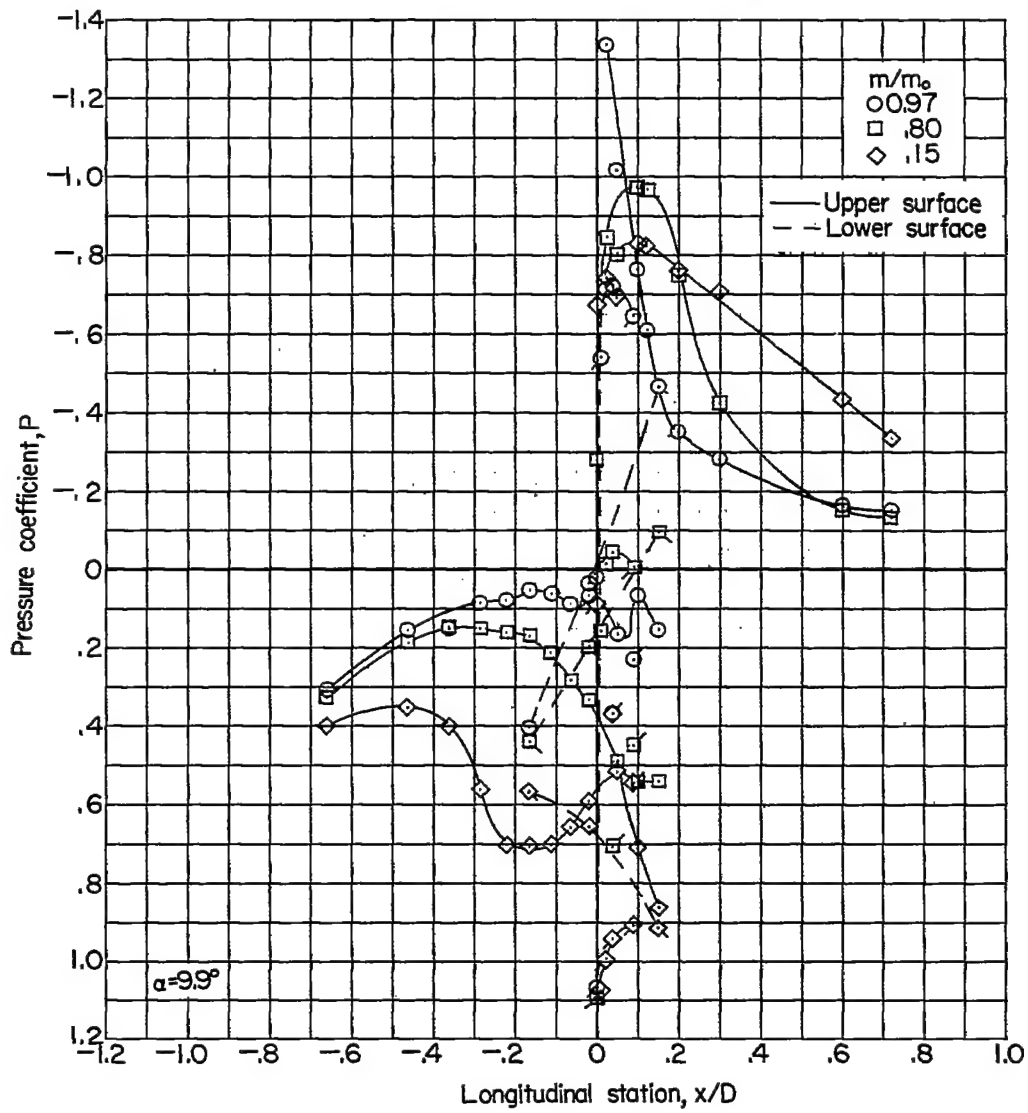 -1.4
-1.2
-1.0
-.8
-.6
-.4
-.2
0
.2
.4
.6
.8
1.0
1.2
Pressure coefficient, P
m/m₀
0.97
.80
.15
Upper surface
Lower surface
α=9.9°
-1.2 -1.0 -.8 -.6 -.4 -.2 0 .2 .4 .6 .8 1.0
Longitudinal station, x/D